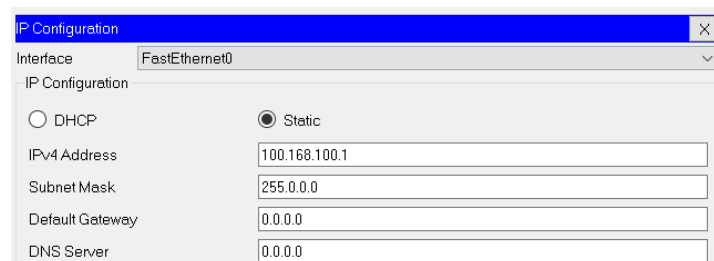 IP Configuration X
Interface FastEthernet0
IP Configuration
DHCP Static
IPv4 Address 100.168.100.1
Subnet Mask 255.0.0.0
Default Gateway 0.0.0.0
DNS Server 0.0.0.0